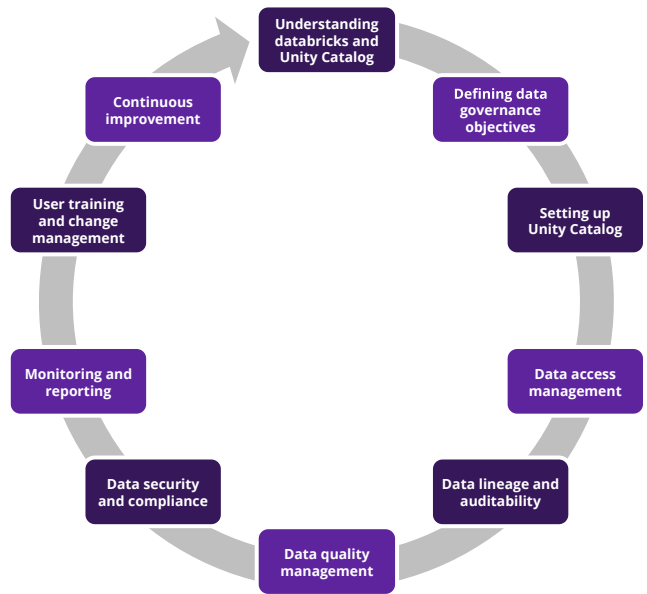 Understanding
databricks and
Unity Catalog
Defining data
governance
objectives
Setting up
Unity Catalog
Data access
management
Data lineage and
auditability
Data quality
management
Data security
and compliance
Monitoring and
reporting
User training
and change
management
Continuous
improvement